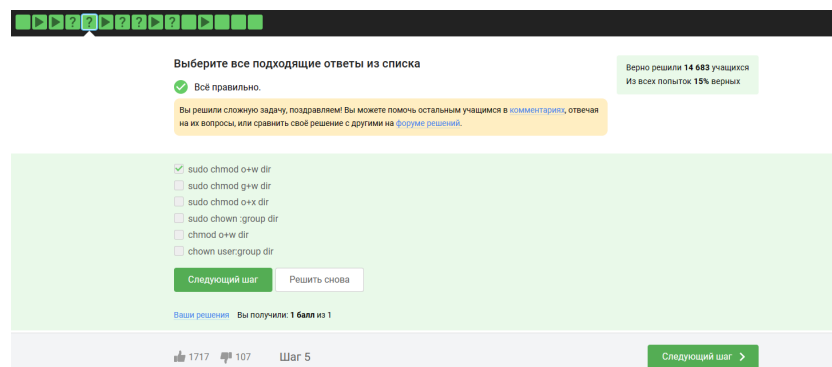 Выберите все подходящие ответы из списка
Верно решили 14 683 учащихся
Из всех попыток 15% верных
Всё правильно.
Вы решили сложную задачу, поздравляем! Вы можете помочь остальным учащимся в комментариях, отвечая
на их вопросы, или сравнить своё решение с другими на форуме решений.
sudo chmod o+w dir
sudo chmod g+w dir
sudo chmod o+x dir
sudo chown :group dir
chmod o+w dir
chown user:group dir
Следующий шаг Решить снова
Ваши решения Вы получили: 1 балл из 1
1717 107 Шаг 5 Следующий шаг